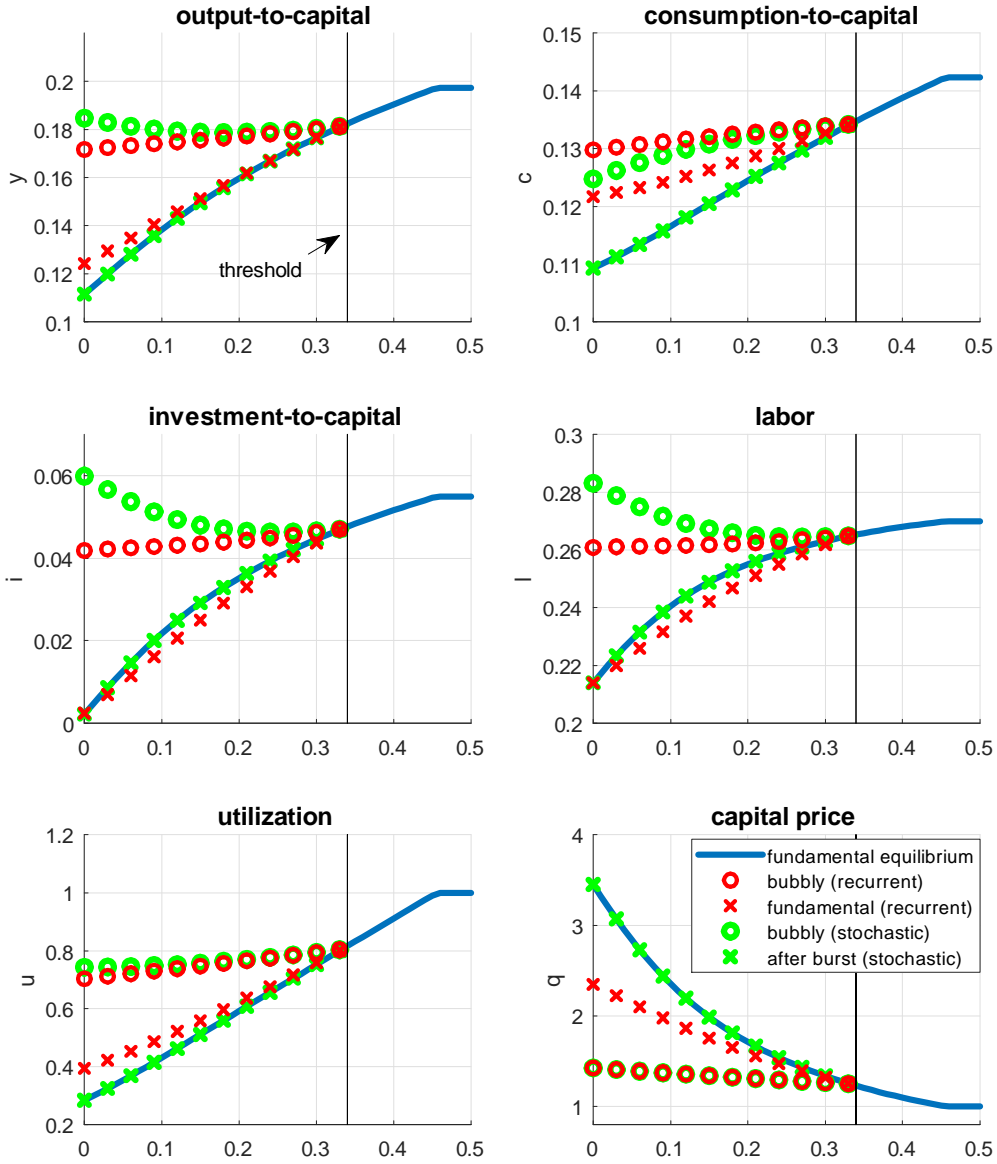 output-to-capital
0.2
0.18
0.16
0.14
0.12
0.1
y
threshold
0 0.1 0.2 0.3 0.4 0.5
consumption-to-capital
0.15
0.14
0.13
0.12
0.11
0.1
c
0 0.1 0.2 0.3 0.4 0.5
investment-to-capital
0.06
0.04
0.02
0
i
0 0.1 0.2 0.3 0.4 0.5
labor
0.3
0.28
0.26
0.24
0.22
0.2
l
0 0.1 0.2 0.3 0.4 0.5
utilization
1.2
1
0.8
0.6
0.4
0.2
u
0 0.1 0.2 0.3 0.4 0.5
capital price
4
3
2
1
q
fundamental equilibrium
bubbly (recurrent)
fundamental (recurrent)
bubbly (stochastic)
after burst (stochastic)
0 0.1 0.2 0.3 0.4 0.5